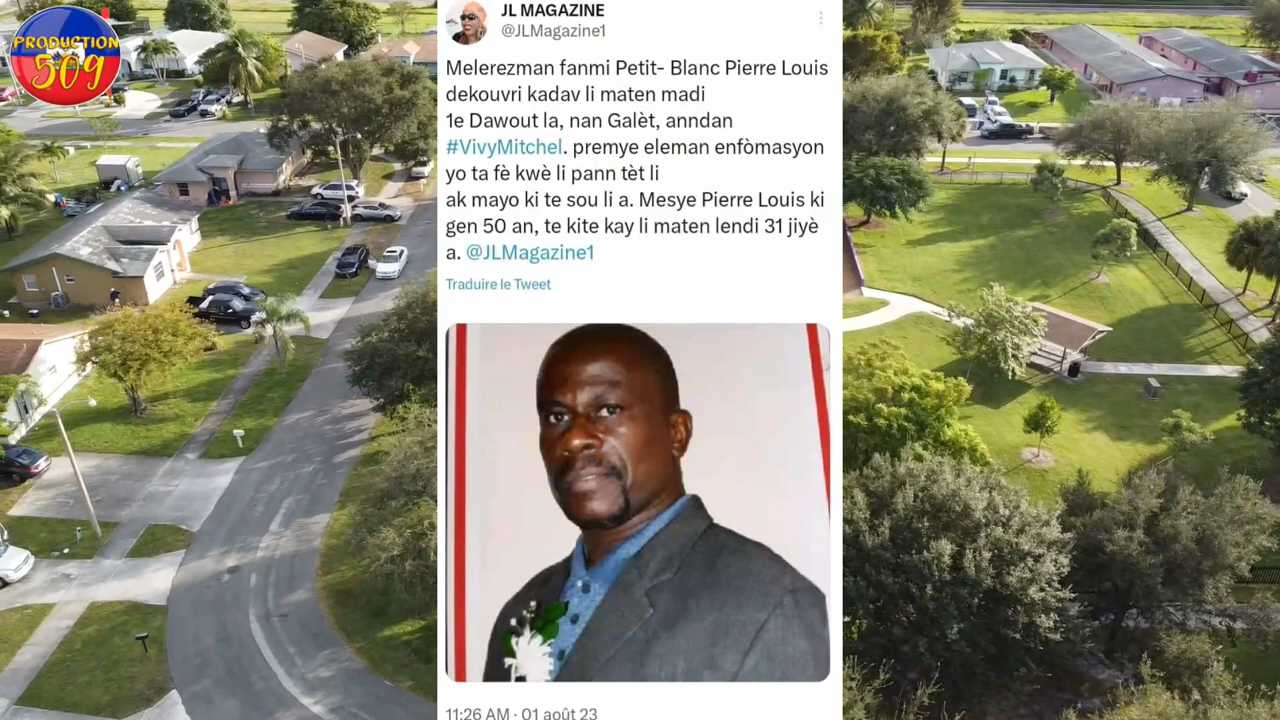 PRODUCTION
509
JL MAGAZINE
@JLMagazine1
Melerezman fanmi Petit- Blanc Pierre Louis
dekouvri kadav li maten madi
1e Dawout la, nan Galèt, anndan
#VivyMitchel. premye eleman enfòmasyon
yo ta fè kwè li pann tèt li
ak mayo ki te sou li a. Mesye Pierre Louis ki
gen 50 an, te kite kay li maten lendi 31 jiyè
a. @JLMagazine1
Traduire le Tweet
11:26 AM · 01 août 23